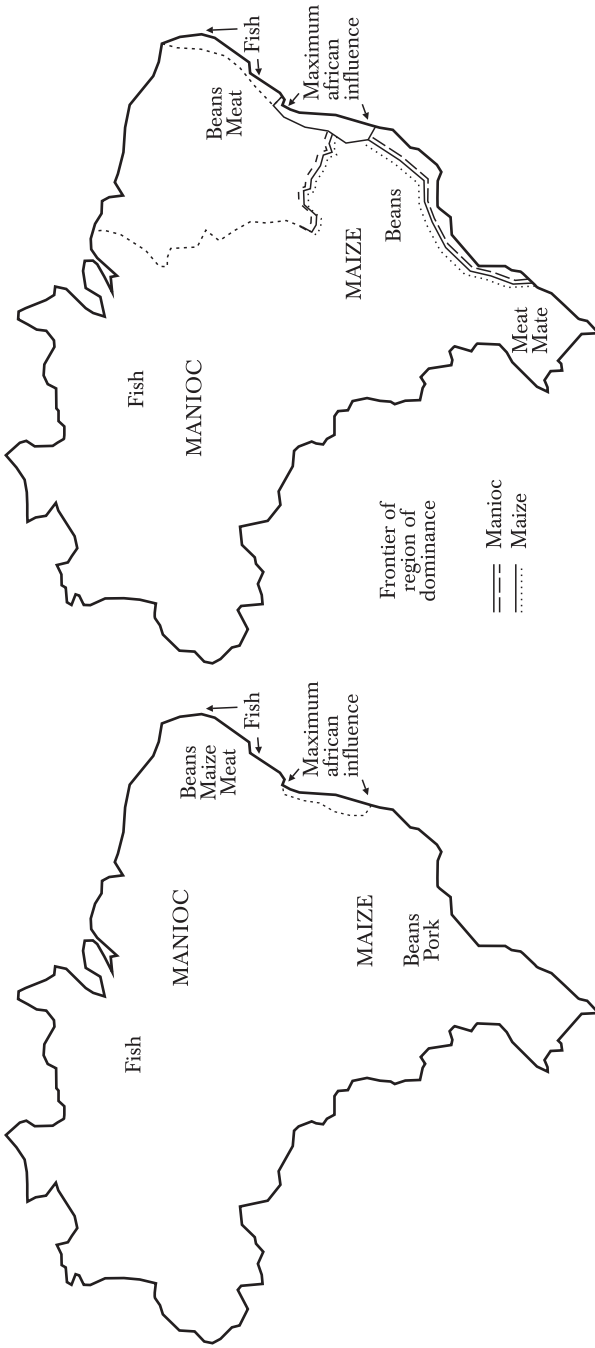 Fish
MANIOC
Beans
Maize
Meat
Fish
Maximum
african
influence
MAIZE
Beans
Pork
Fish
MANIOC
Beans
Meat
Fish
Maximum
african
influence
MAIZE
Beans
Meat
Mate
Frontier of
region of
dominance
Manioc
Maize